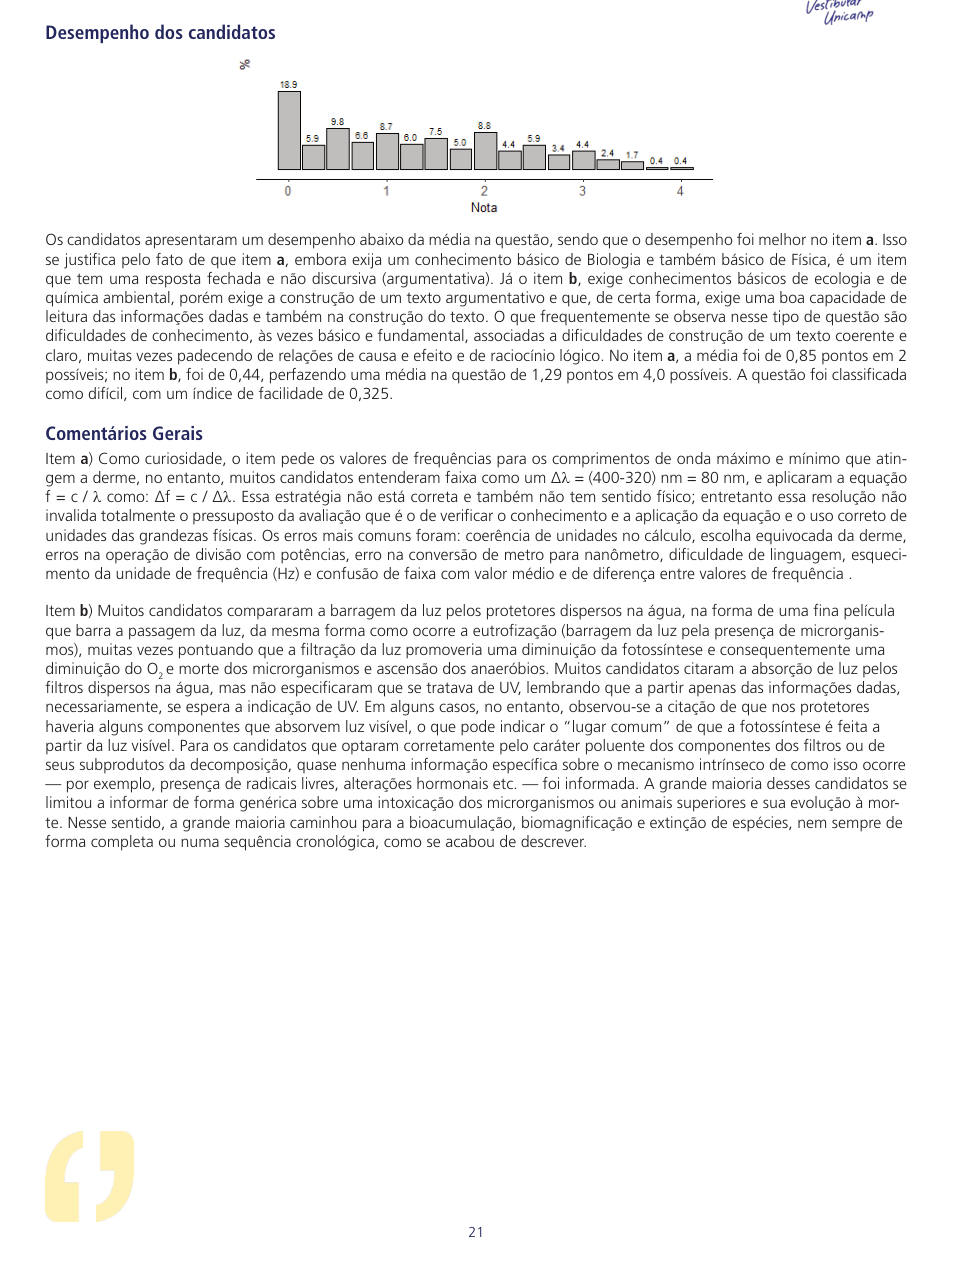 Vestibular
Unicamp
Desempenho dos candidatos
%
18.9
5.9
9.8
6.6
8.7
6.0
7.5
5.0
8.8
4.4
5.9
3.4
4.4
2.4
1.7
0.4
0.4
0 1 2 3 4
Nota
Os candidatos apresentaram um desempenho abaixo da média na questão, sendo que o desempenho foi melhor no item a. Isso
se justifica pelo fato de que item a, embora exija um conhecimento básico de Biologia e também básico de Física, é um item
que tem uma resposta fechada e não discursiva (argumentativa). Já o item b, exige conhecimentos básicos de ecologia e de
química ambiental, porém exige a construção de um texto argumentativo e que, de certa forma, exige uma boa capacidade de
leitura das informações dadas e também na construção do texto. O que frequentemente se observa nesse tipo de questão são
dificuldades de conhecimento, às vezes básico e fundamental, associadas a dificuldades de construção de um texto coerente e
claro, muitas vezes padecendo de relações de causa e efeito e de raciocínio lógico. No item a, a média foi de 0,85 pontos em 2
possíveis; no item b, foi de 0,44, perfazendo uma média na questão de 1,29 pontos em 4,0 possíveis. A questão foi classificada
como difícil, com um índice de facilidade de 0,325.
Comentários Gerais
Item a) Como curiosidade, o item pede os valores de frequências para os comprimentos de onda máximo e mínimo que atin-
gem a derme, no entanto, muitos candidatos entenderam faixa como um Δλ = (400-320) nm = 80 nm, e aplicaram a equação
f = c / λ como: Δf = c / Δλ. Essa estratégia não está correta e também não tem sentido físico; entretanto essa resolução não
invalida totalmente o pressuposto da avaliação que é o de verificar o conhecimento e a aplicação da equação e o uso correto de
unidades das grandezas físicas. Os erros mais comuns foram: coerência de unidades no cálculo, escolha equivocada da derme,
erros na operação de divisão com potências, erro na conversão de metro para nanômetro, dificuldade de linguagem, esqueci-
mento da unidade de frequência (Hz) e confusão de faixa com valor médio e de diferença entre valores de frequência .
Item b) Muitos candidatos compararam a barragem da luz pelos protetores dispersos na água, na forma de uma fina película
que barra a passagem da luz, da mesma forma como ocorre a eutrofização (barragem da luz pela presença de microrganis-
mos), muitas vezes pontuando que a filtração da luz promoveria uma diminuição da fotossíntese e consequentemente uma
diminuição do O2 e morte dos microrganismos e ascensão dos anaeróbios. Muitos candidatos citaram a absorção de luz pelos
filtros dispersos na água, mas não especificaram que se tratava de UV, lembrando que a partir apenas das informações dadas,
necessariamente, se espera a indicação de UV. Em alguns casos, no entanto, observou-se a citação de que nos protetores
haveria alguns componentes que absorvem luz visível, o que pode indicar o “lugar comum” de que a fotossíntese é feita a
partir da luz visível. Para os candidatos que optaram corretamente pelo caráter poluente dos componentes dos filtros ou de
seus subprodutos da decomposição, quase nenhuma informação específica sobre o mecanismo intrínseco de como isso ocorre
— por exemplo, presença de radicais livres, alterações hormonais etc. — foi informada. A grande maioria desses candidatos se
limitou a informar de forma genérica sobre uma intoxicação dos microrganismos ou animais superiores e sua evolução à mor-
te. Nesse sentido, a grande maioria caminhou para a bioacumulação, biomagnificação e extinção de espécies, nem sempre de
forma completa ou numa sequência cronológica, como se acabou de descrever.
21